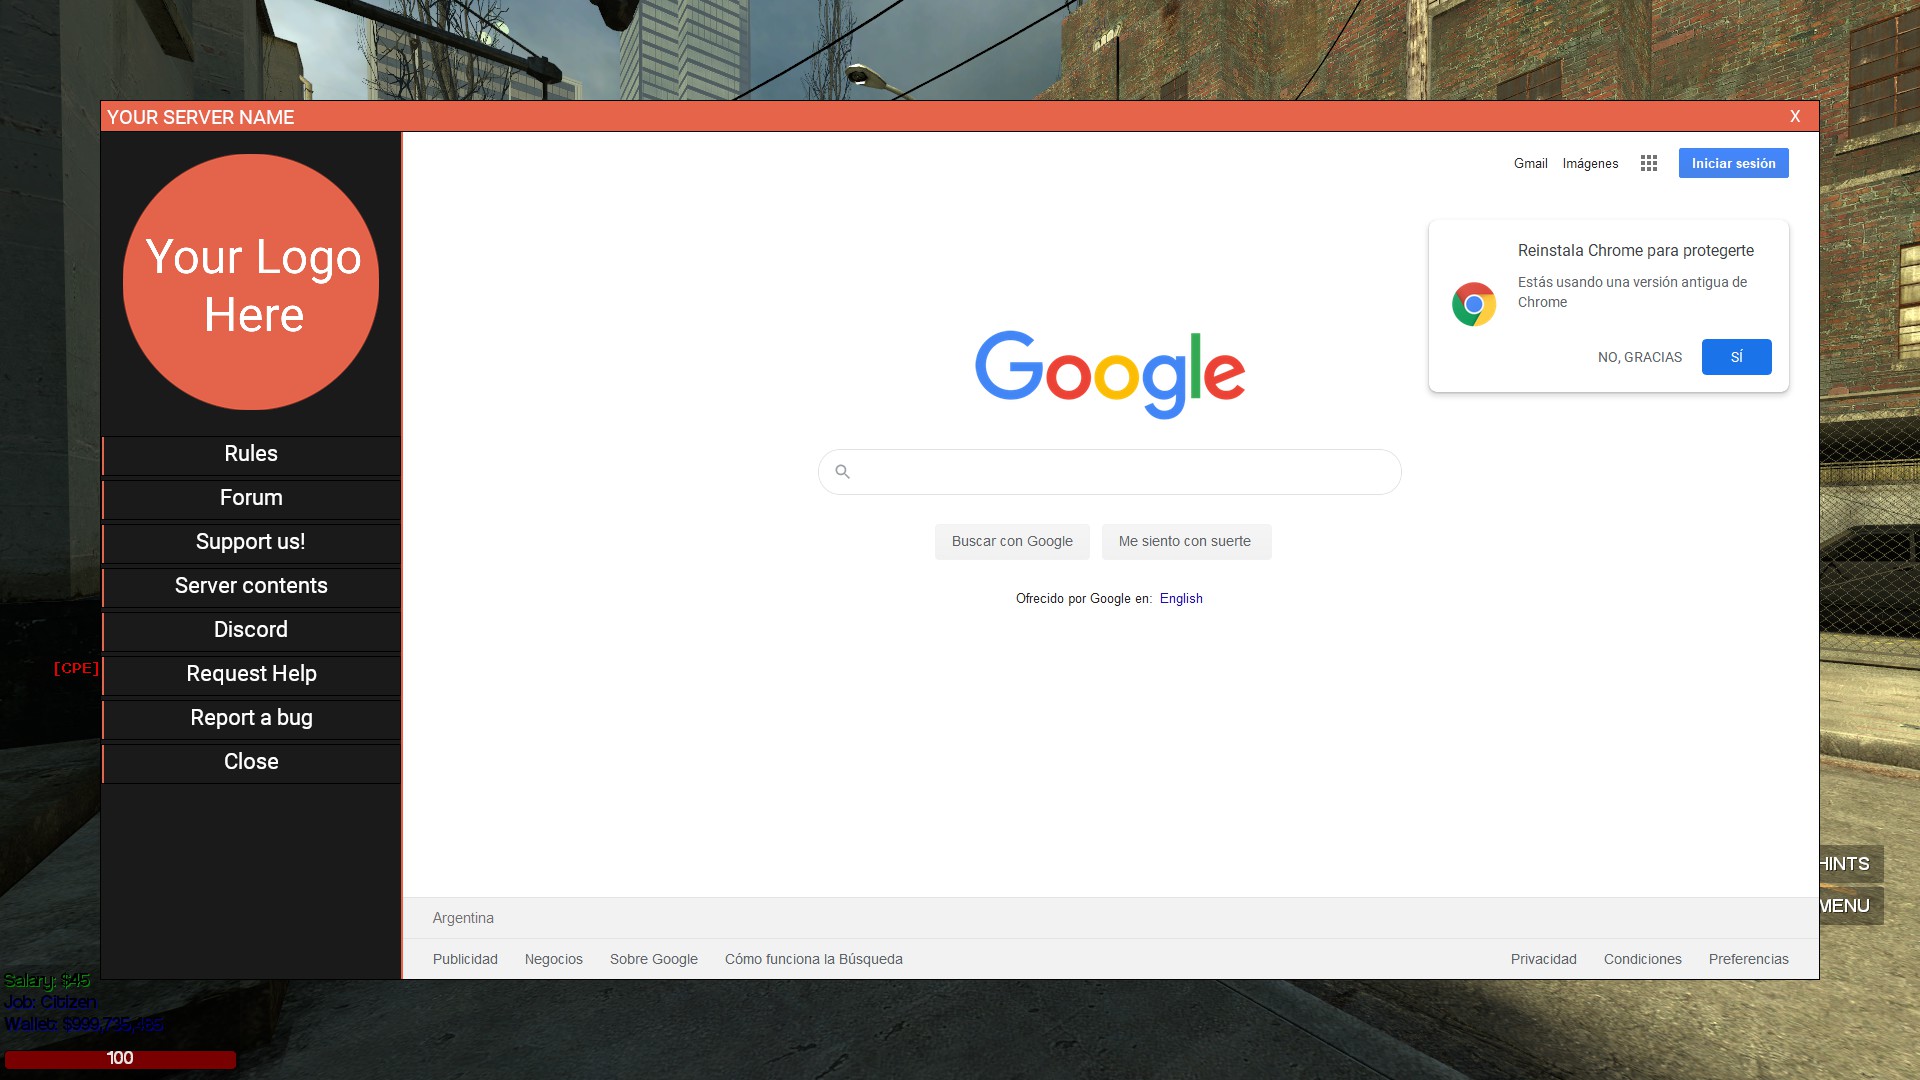 YOUR SERVER NAME
X
Your Logo
Here
Rules
Forum
Support us!
Server contents
Discord
Request Help
Report a bug
Close
Gmail
Imágenes
Iniciar sesión
Reinstala Chrome para protegerte
Estás usando una versión antigua de
Chrome
NO, GRACIAS
SÍ
Google
Buscar con Google
Me siento con suerte
Ofrecido por Google en: English
Argentina
Publicidad
Negocios
Sobre Google
Cómo funciona la Búsqueda
Privacidad
Condiciones
Preferencias
[CPE]
HINTS
MENU
Salary: $45
Job: Citizen
Wallet:
100